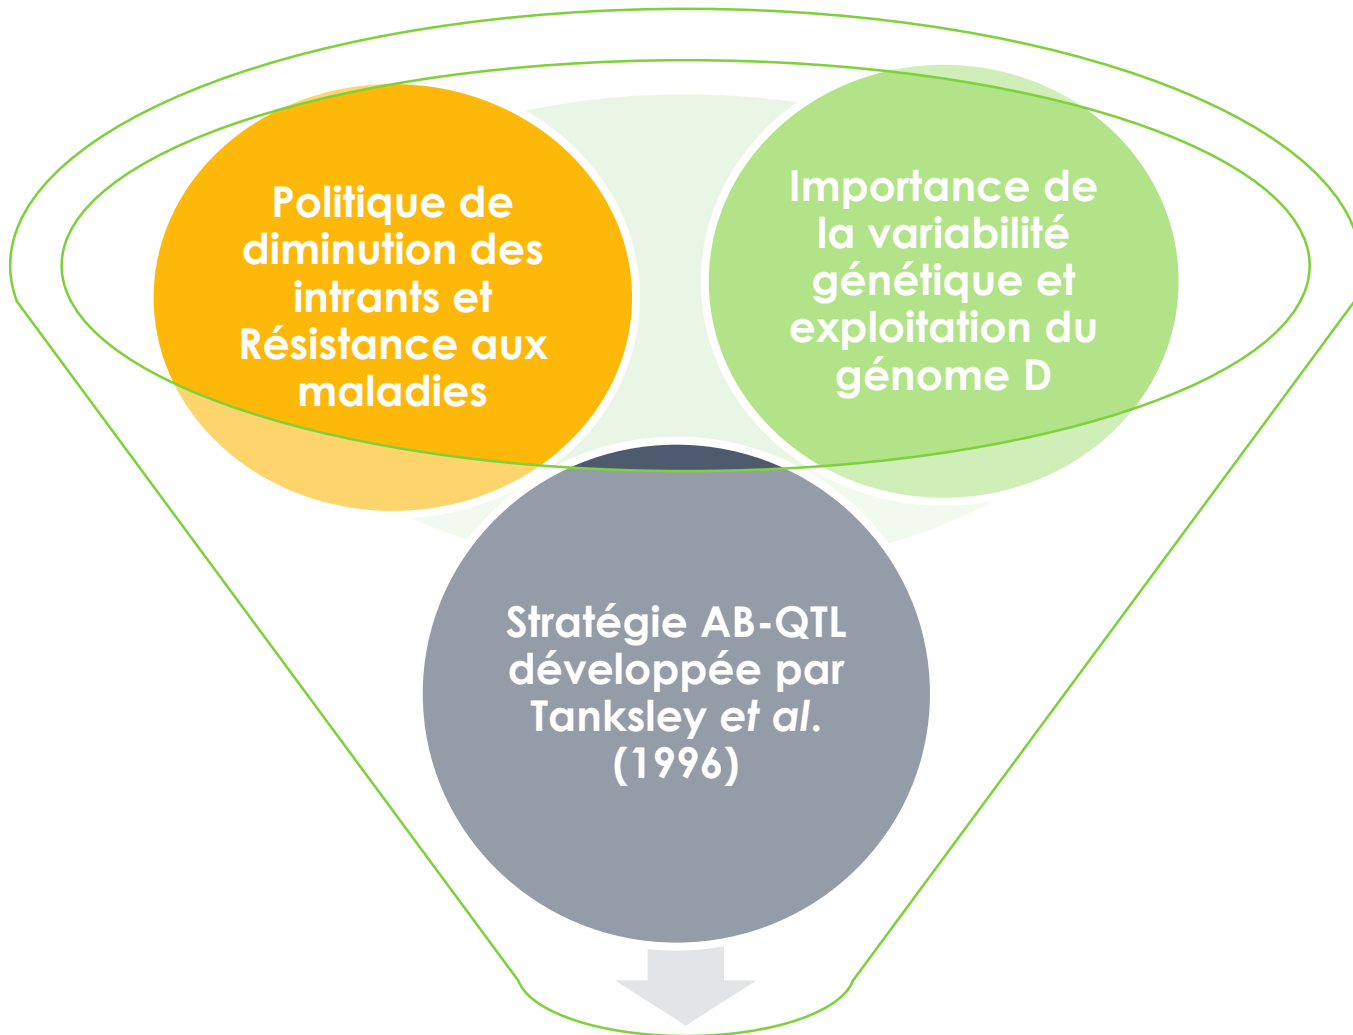 Politique de
diminution des
intrants et
Résistance aux
maladies
Importance de
la variabilité
génétique et
exploitation du
génome D
Stratégie AB-QTL
développée par
Tanksley et al.
(1996)